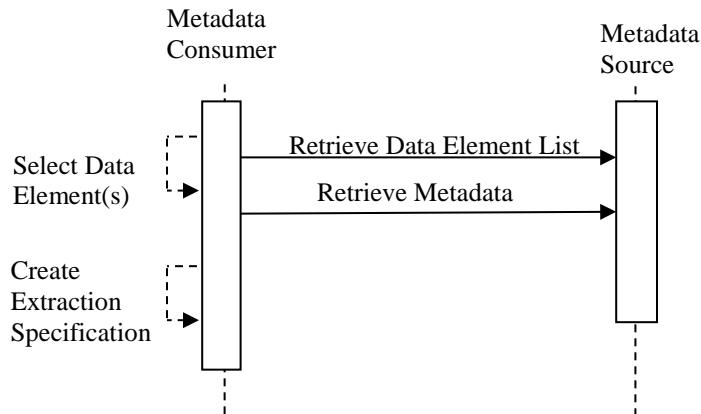 Metadata
Consumer
Metadata
Source
Retrieve Data Element List
Select Data
Element(s)
Retrieve Metadata
Create
Extraction
Specification